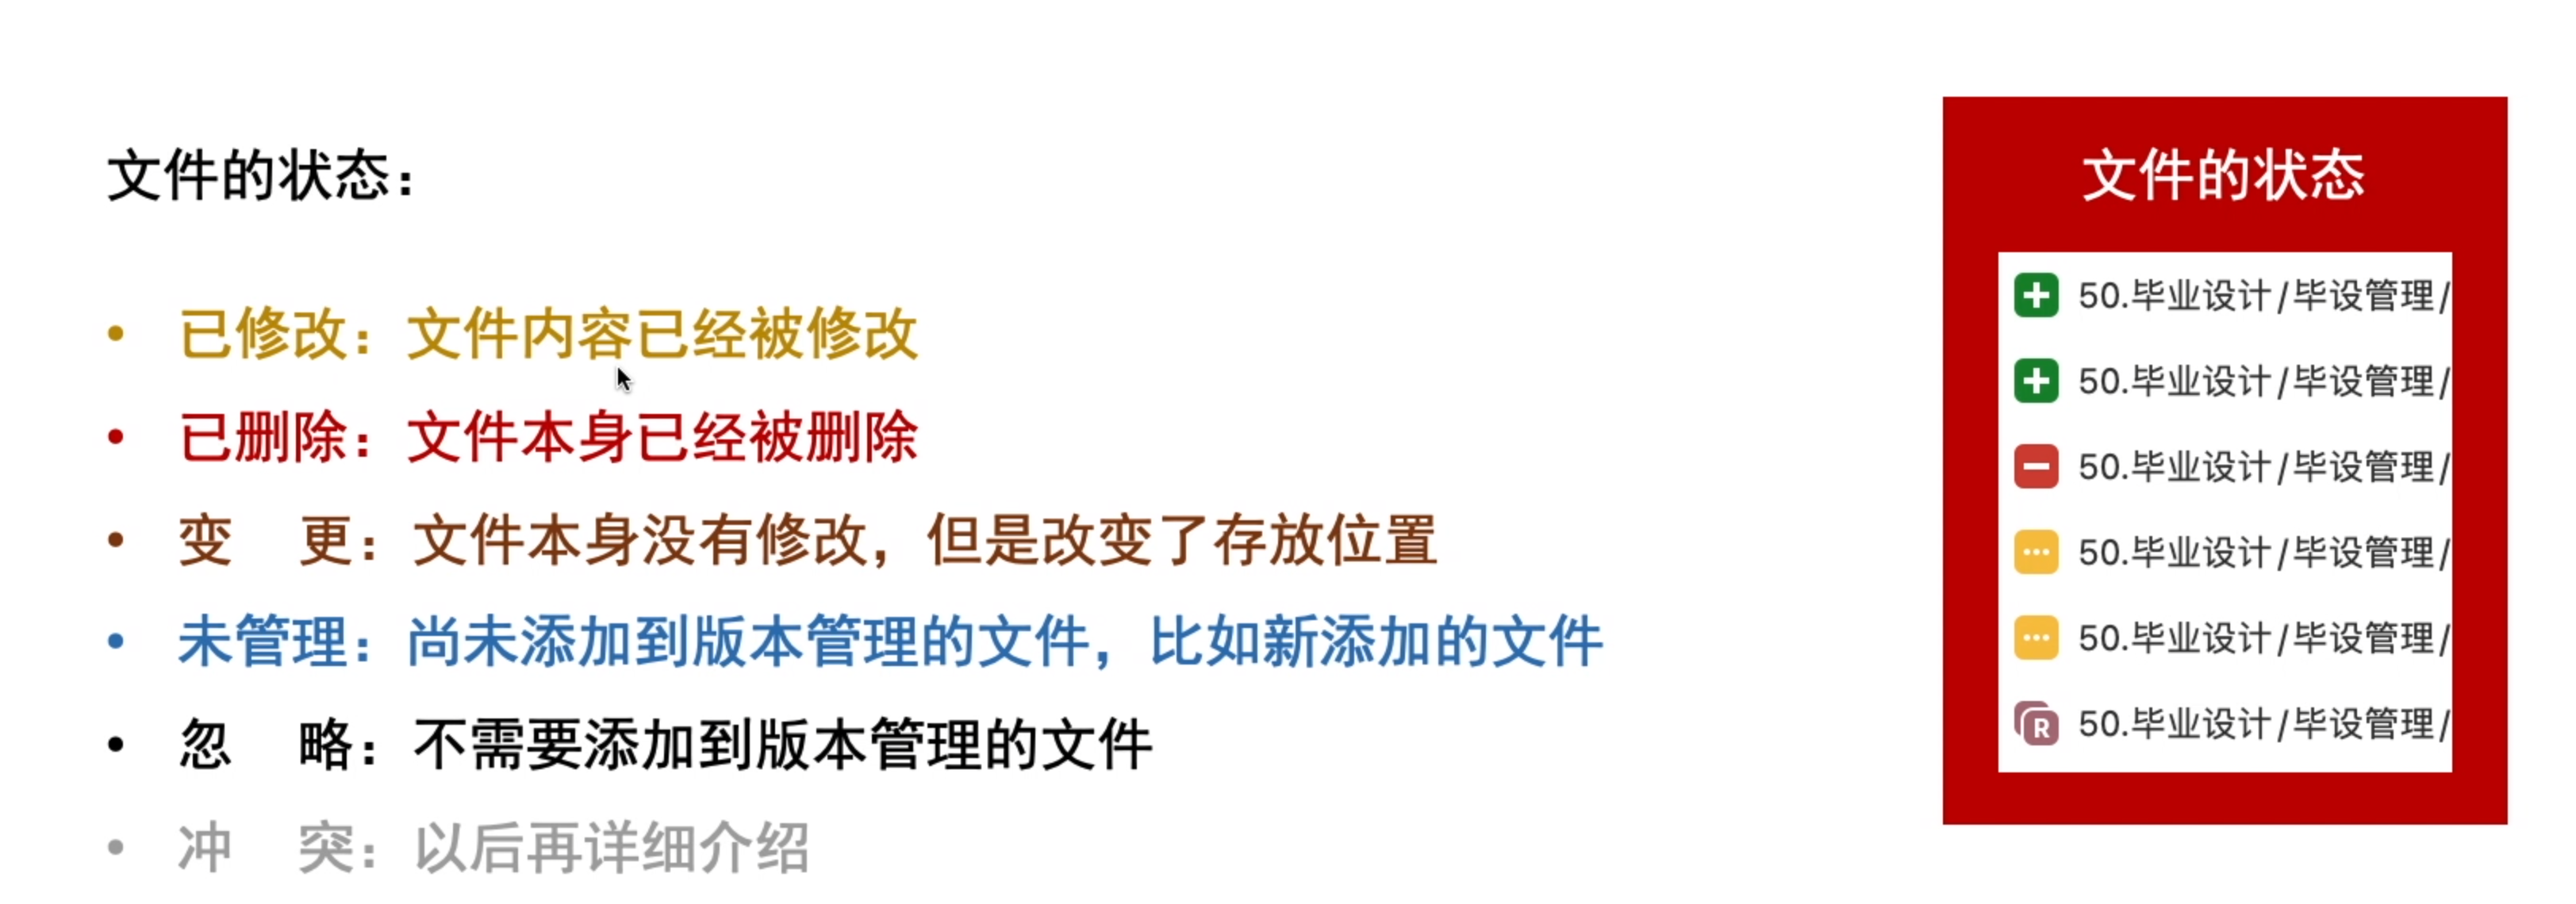 文件的状态：
• 已修改：文件内容已经被修改
• 已删除：文件本身已经被删除
• 变 更：文件本身没有修改，但是改变了存放位置
• 未管理：尚未添加到版本管理的文件，比如新添加的文件
• 忽 略：不需要添加到版本管理的文件
• 冲 突：以后再详细介绍
文件的状态
50.毕业设计/毕设管理/
50.毕业设计/毕设管理/
50.毕业设计/毕设管理/
50.毕业设计/毕设管理/
50.毕业设计/毕设管理/
R 50.毕业设计/毕设管理/